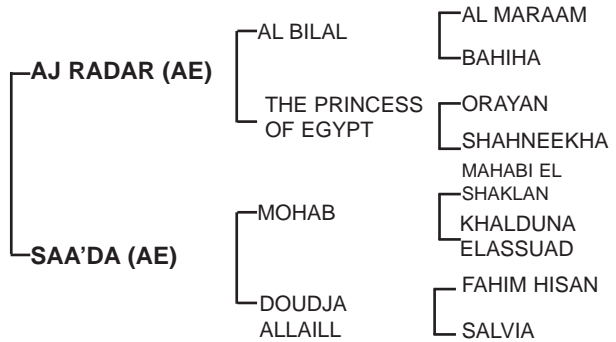 AJ RADAR (AE)
SAA'DA (AE)
AL BILAL
THE PRINCESS
OF EGYPT
MOHAB
DOUDJA
ALLAILL
AL MARAAM
BAHIHA
ORAYAN
SHAHNEEKHA
MAHABI EL
SHAKLAN
KHALDUNA
ELASSUAD
FAHIM HISAN
SALVIA